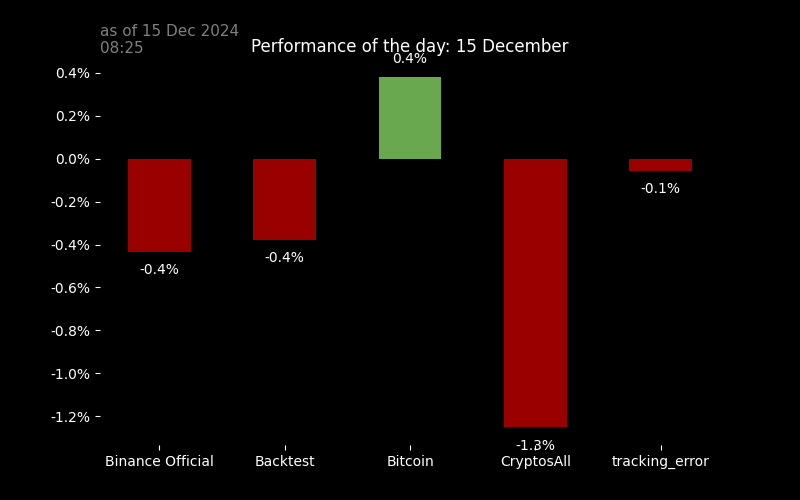 as of 15 Dec 2024
08:25
Performance of the day: 15 December
0.4%
0.4%
0.2%
0.0%
-0.2%
-0.1%
-0.4%
-0.4%
-0.4%
-0.6%
-0.8%
-1.0%
-1.2%
-1.3%
Binance Official
Backtest
Bitcoin
CryptosAll
tracking_error